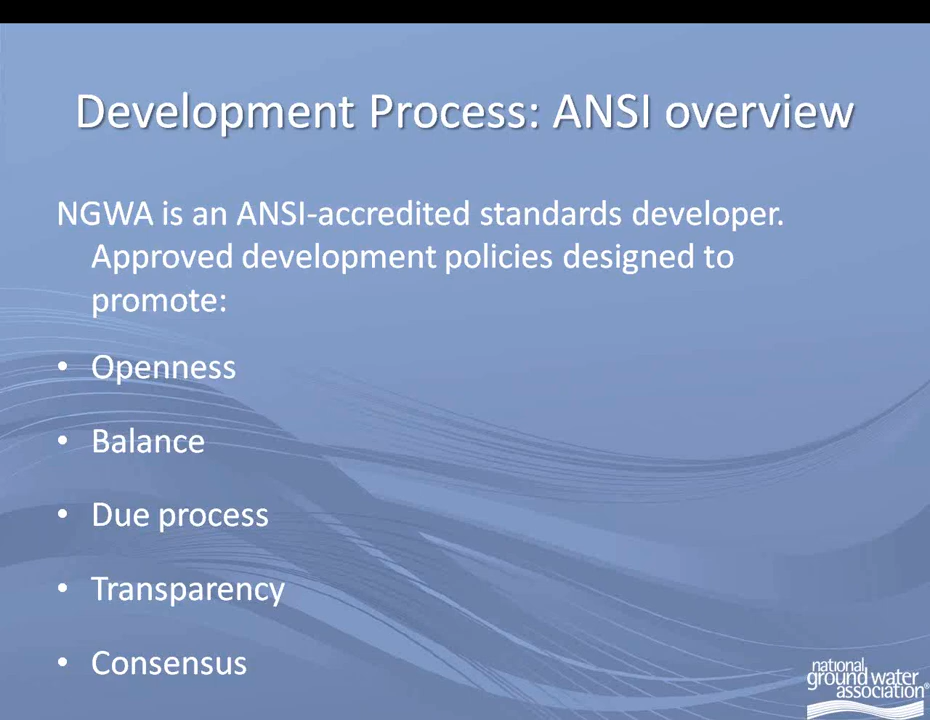 Development Process: ANSI overview
NGWA is an ANSI-accredited standards developer.
Approved development policies designed to
promote:
• Openness
• Balance
• Due process
• Transparency
• Consensus
national
ground water
association®